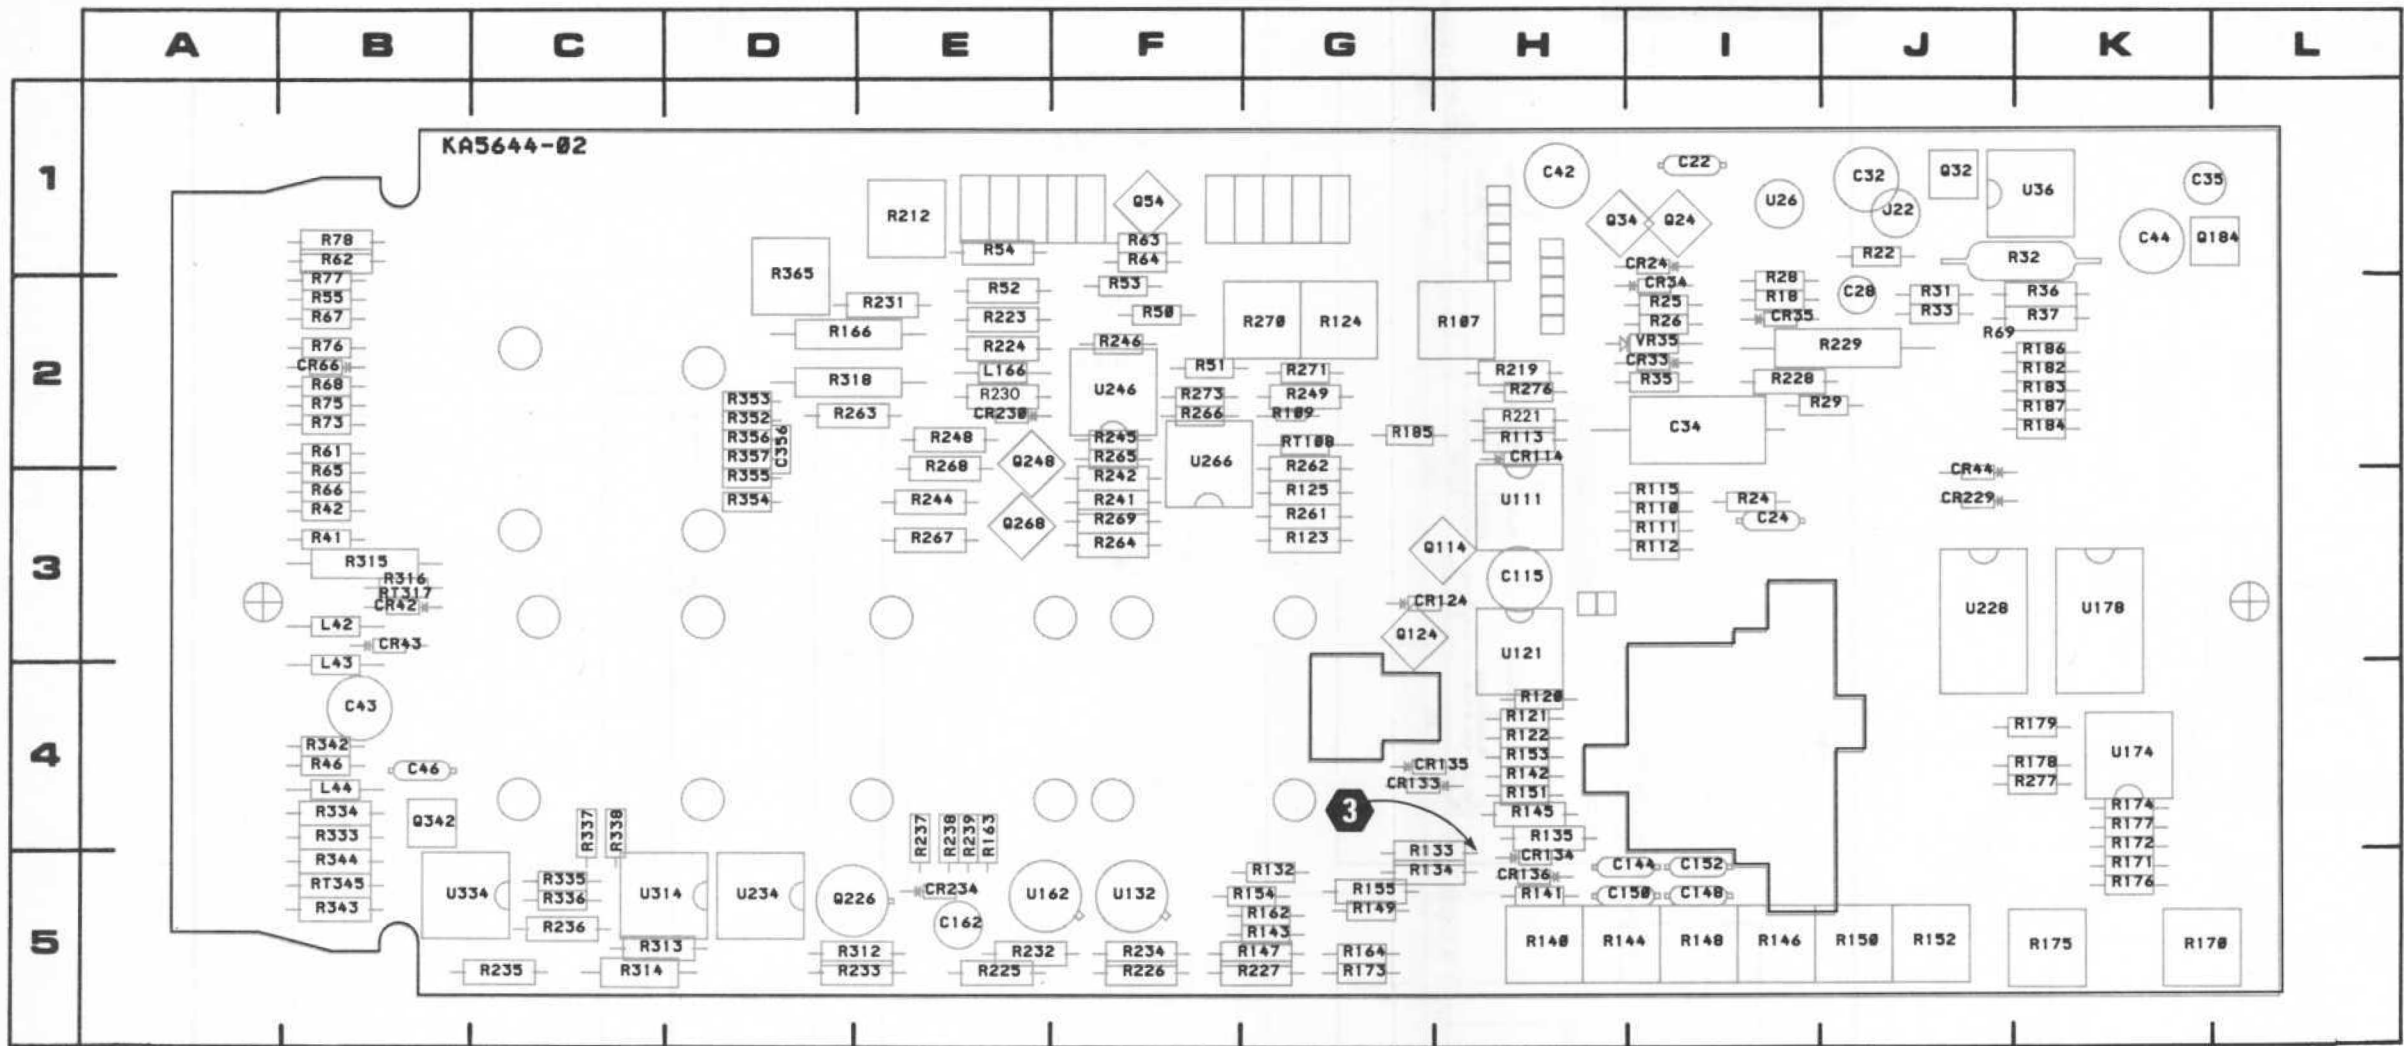 A B C D E F G H I J K L
1
KA5644-02
C42 C22 C32 Q32 U36 C35
R212 Q54 Q34 Q24 U26 J22 C44 Q184
R78 R54 R63 R22 R32
R62 R365 R64 CR24
2
R77 R52 R53 CR34 R28
R55 R231 R25 R18 C28 R31 R36
R67 R166 R223 R50 R270 R124 R107 R26 CR35 R33 R37
R69
R76 R224 R246 VR35 R229 R186
CR66 L166 R51 R271 R219 CR33 R182
R68 R318 U246 R276 R35 R228 R183
R75 R353 R230 R273 R249 R29 R187
R73 R352 R263 CR230 R266 R109 R221 C34 R184
R356 C356 R248 R245 RT108 R185 R113
R61 R357 Q248 R265 U266 CR114
R65 R355 R268 R242 R262 CR44
3
R66 R354 R244 R241 R125 U111 R115 R24 CR229
R42 Q268 R269 R261 R110 C24
R41 R267 R264 R123 R111
R315 Q114 R112
R316 C115
RT317
CR42 CR124 U228 U178
L42 Q124
CR43 U121
L43
4
C43 R120
R121 R179
R342 R122
R46 C46 R153 CR135 R178 U174
L44 R142 CR133 R277
R334 Q342 R337 R338 R237 R238 R239 R163 3 R151 R174
R333 R145 R177
R135 R172
5
R344 R133 CR134 C144 C152 R171
RT345 R335 R132 R134 CR136 R176
R343 U334 R336 U314 U234 Q226 CR234 U162 U132 R154 R155 R141 C150 C148
R236 C162 R162 R149
R313 R143 R140 R144 R148 R146 R150 R152 R175 R170
R312 R232 R234 R147 R164
R235 R314 R233 R225 R226 R227 R173